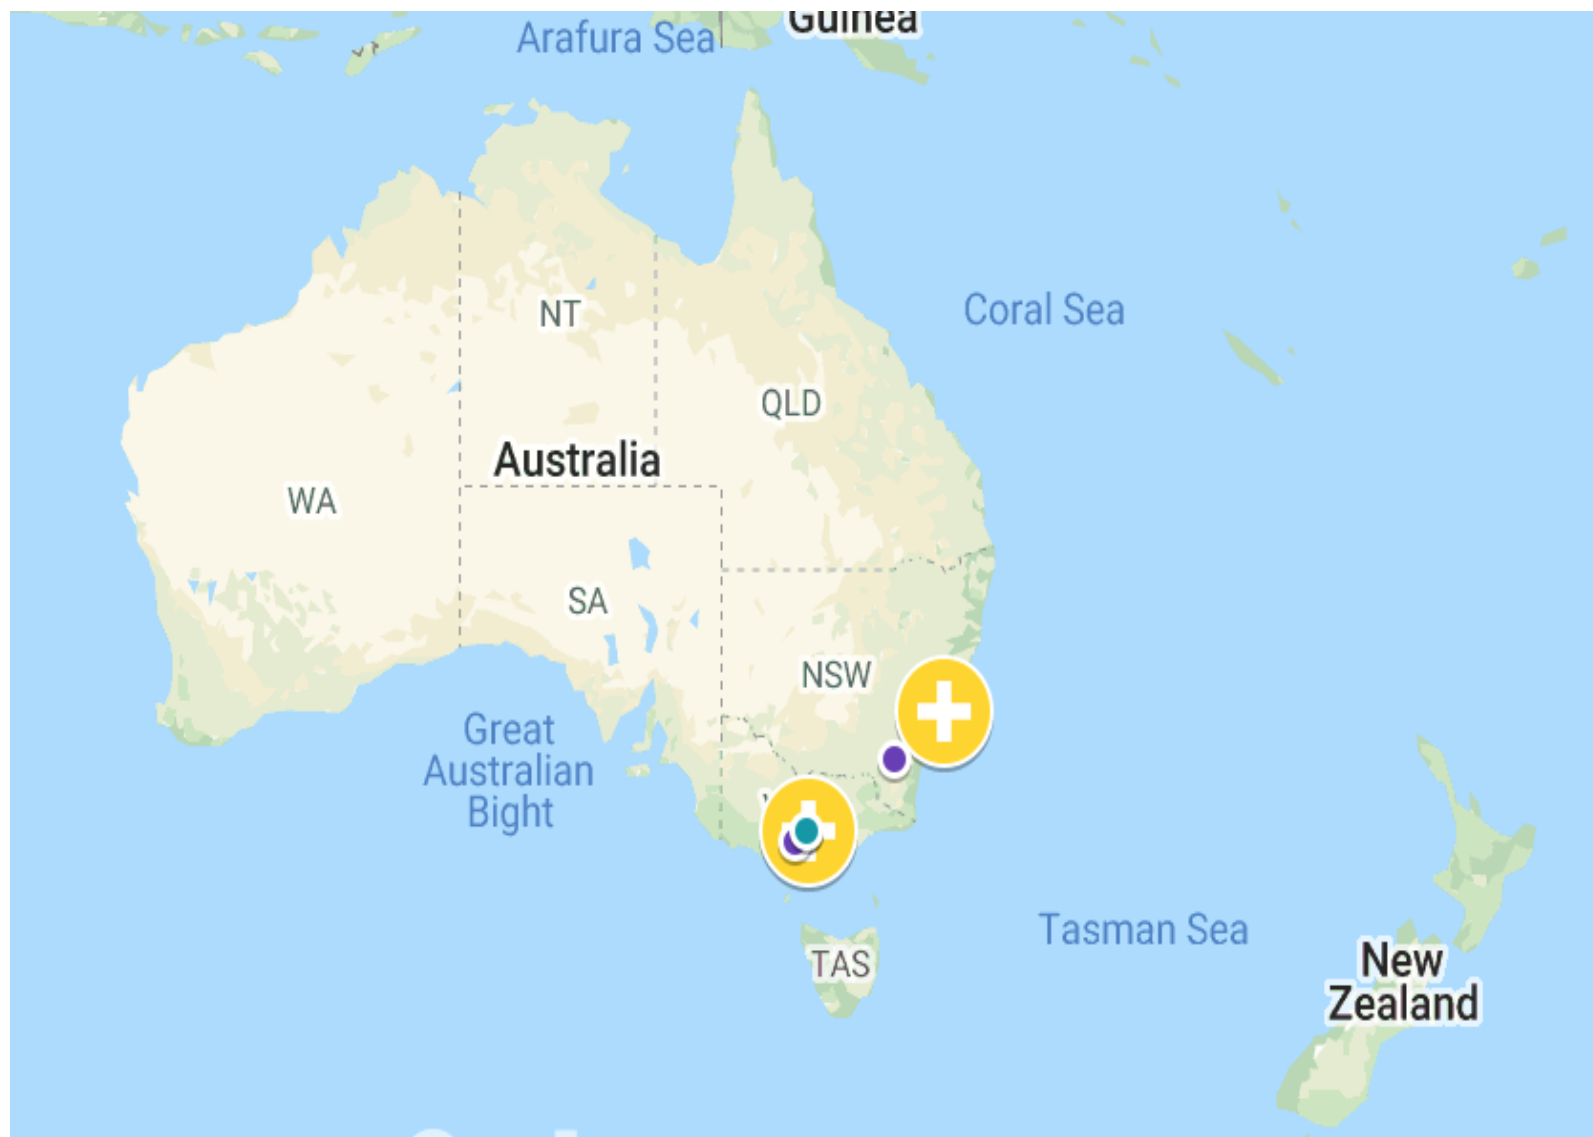 Guinea
Arafura Sea
NT
Coral Sea
QLD
Australia
WA
SA
NSW
Great
Australian
Bight
Tasman Sea
TAS
New
Zealand